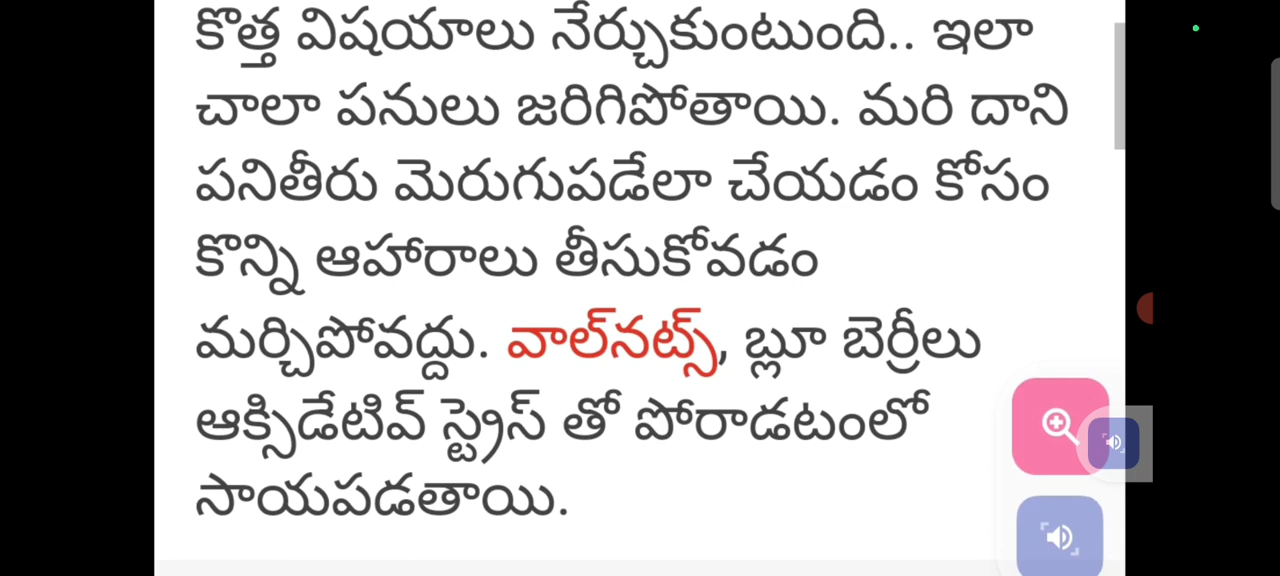 కొత్త విషయాలు నేర్చుకుంటుంది.. ఇలా
చాలా పనులు జరిగిపోతాయి. మరి దాని
పనితీరు మెరుగుపడేలా చేయడం కోసం
కొన్ని ఆహారాలు తీసుకోవడం
మర్చిపోవద్దు. వాల్‌నట్స్, బ్లూ బెర్రీలు
ఆక్సిడేటివ్ స్ట్రెస్ తో పోరాడటంలో
సాయపడతాయి.